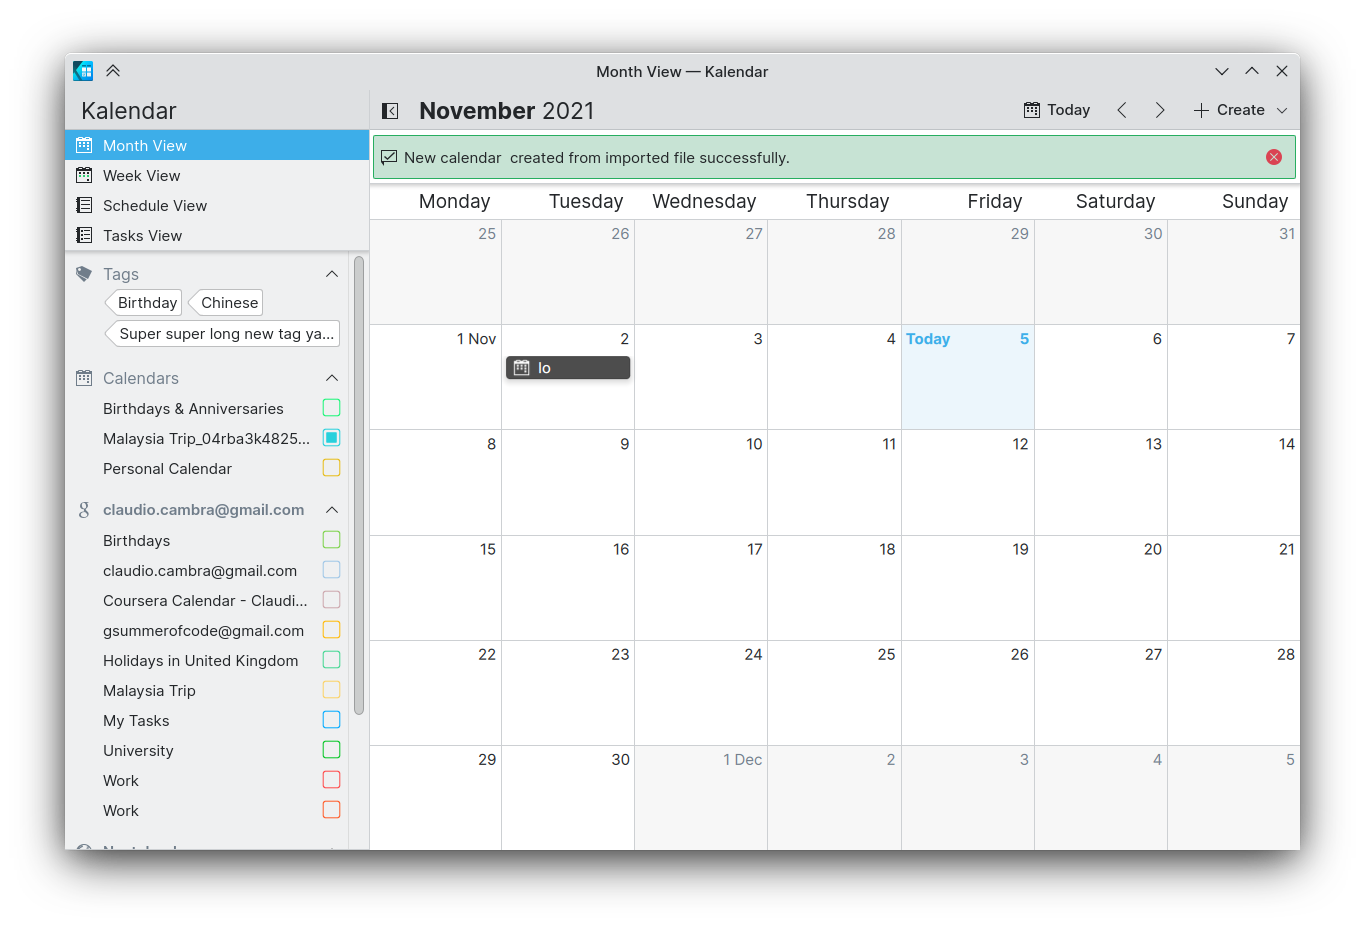 Month View — Kalendar
Kalendar
November 2021
Today
Create
Month View
Week View
Schedule View
Tasks View
New calendar  created from imported file successfully.
Tags
Birthday
Chinese
Super super long new tag ya...
Calendars
Birthdays & Anniversaries
Malaysia Trip_04rba3k4825...
Personal Calendar
claudio.cambra@gmail.com
Birthdays
claudio.cambra@gmail.com
Coursera Calendar - Claudi...
gsummerofcode@gmail.com
Holidays in United Kingdom
Malaysia Trip
My Tasks
University
Work
Work
Monday Tuesday Wednesday Thursday Friday Saturday Sunday
25 26 27 28 29 30 31
1 Nov 2 3 4 Today 5 6 7
8 9 10 11 12 13 14
15 16 17 18 19 20 21
22 23 24 25 26 27 28
29 30 1 Dec 2 3 4 5